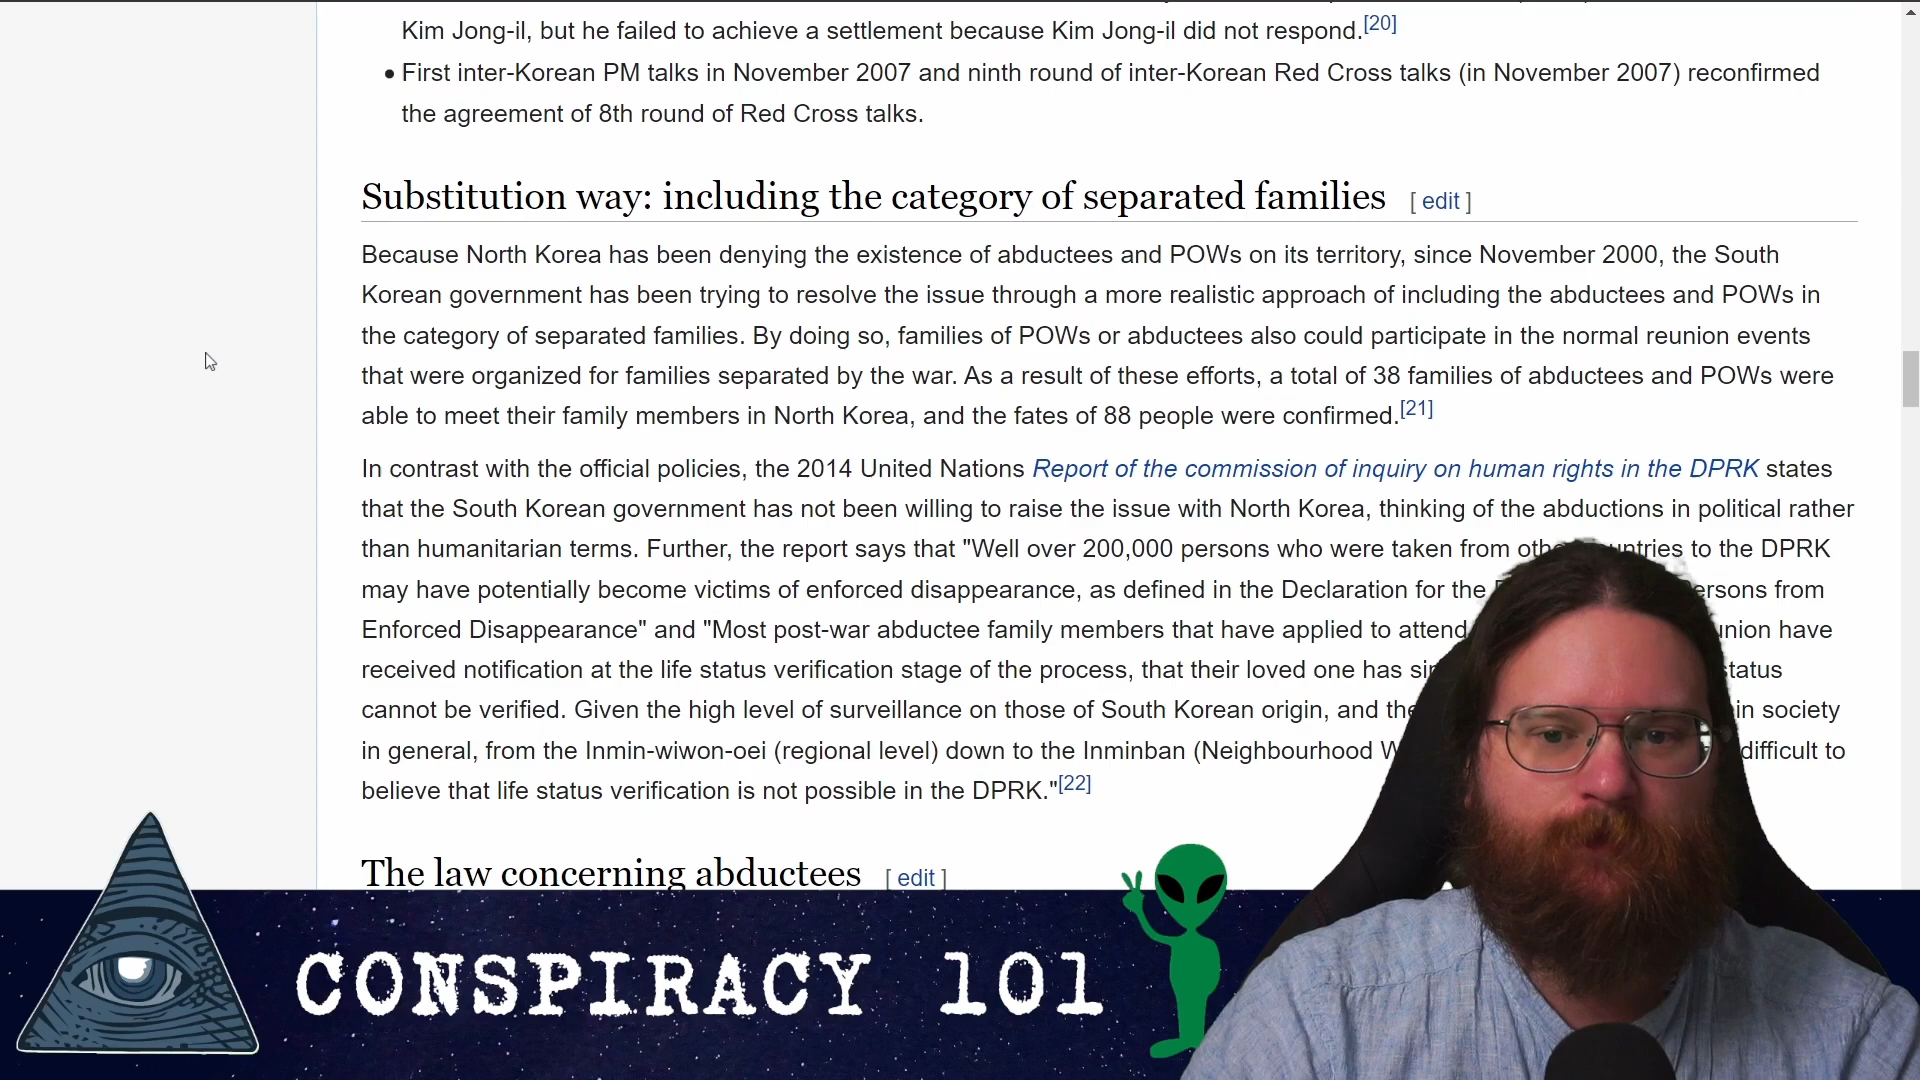 Kim Jong-il, but he failed to achieve a settlement because Kim Jong-il did not respond.[20]
• First inter-Korean PM talks in November 2007 and ninth round of inter-Korean Red Cross talks (in November 2007) reconfirmed
the agreement of 8th round of Red Cross talks.
Substitution way: including the category of separated families [ edit ]
Because North Korea has been denying the existence of abductees and POWs on its territory, since November 2000, the South
Korean government has been trying to resolve the issue through a more realistic approach of including the abductees and POWs in
the category of separated families. By doing so, families of POWs or abductees also could participate in the normal reunion events
that were organized for families separated by the war. As a result of these efforts, a total of 38 families of abductees and POWs were
able to meet their family members in North Korea, and the fates of 88 people were confirmed.[21]
In contrast with the official policies, the 2014 United Nations Report of the commission of inquiry on human rights in the DPRK states
that the South Korean government has not been willing to raise the issue with North Korea, thinking of the abductions in political rather
than humanitarian terms. Further, the report says that "Well over 200,000 persons who were taken from to the DPRK
may have potentially become victims of enforced disappearance, as defined in the Declaration for the from
Enforced Disappearance" and "Most post-war abductee family members that have applied to attend have
received notification at the life status verification stage of the process, that their loved one has status
cannot be verified. Given the high level of surveillance on those of South Korean origin, and in society
in general, from the Inmin-wiwon-oei (regional level) down to the Inminban (Neighbourhood difficult to
believe that life status verification is not possible in the DPRK."[22]
The law concerning abductees [ edit ]
CONSPIRACY 101